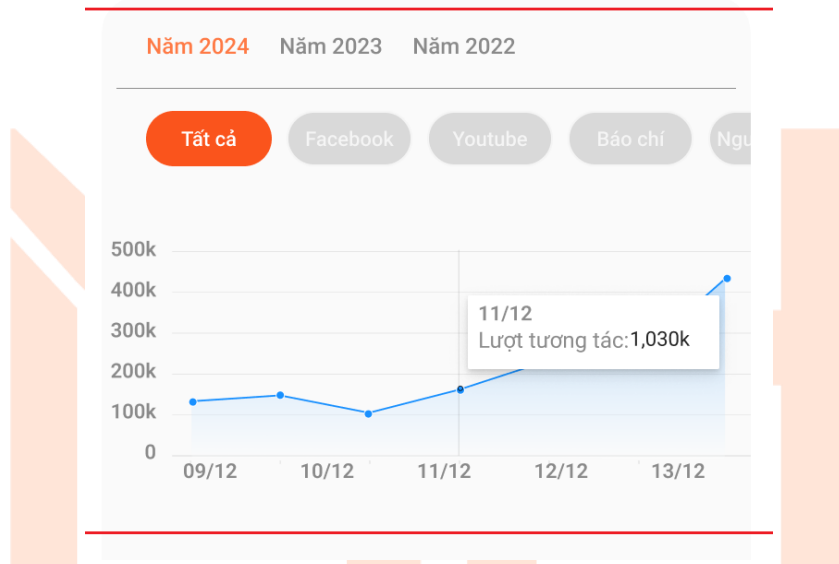 Năm 2024 Năm 2023 Năm 2022
Tất cả Facebook Youtube Báo chí
500k
400k
11/12
300k
Lượt tương tác:1,030k
200k
100k
0
09/12 10/12 11/12 12/12 13/12